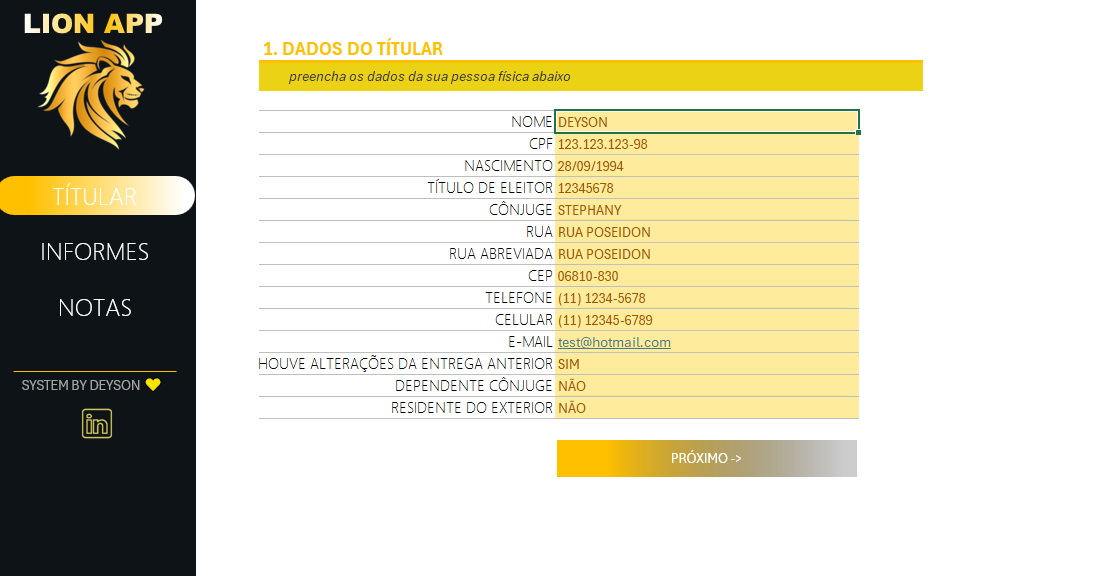 LION APP
TÍTULAR
INFORMES
NOTAS
SYSTEM BY DEYSON
in
1. DADOS DO TÍTULAR
preencha os dados da sua pessoa física abaixo
NOME DEYSON
CPF 123.123.123-98
NASCIMENTO 28/09/1994
TÍTULO DE ELEITOR 12345678
CÔNJUGE STEPHANY
RUA RUA POSEIDON
RUA ABREVIADA RUA POSEIDON
CEP 06810-830
TELEFONE (11) 1234-5678
CELULAR (11) 12345-6789
E-MAIL test@hotmail.com
HOUVE ALTERAÇÕES DA ENTREGA ANTERIOR SIM
DEPENDENTE CÔNJUGE NÃO
RESIDENTE DO EXTERIOR NÃO
PRÓXIMO ->